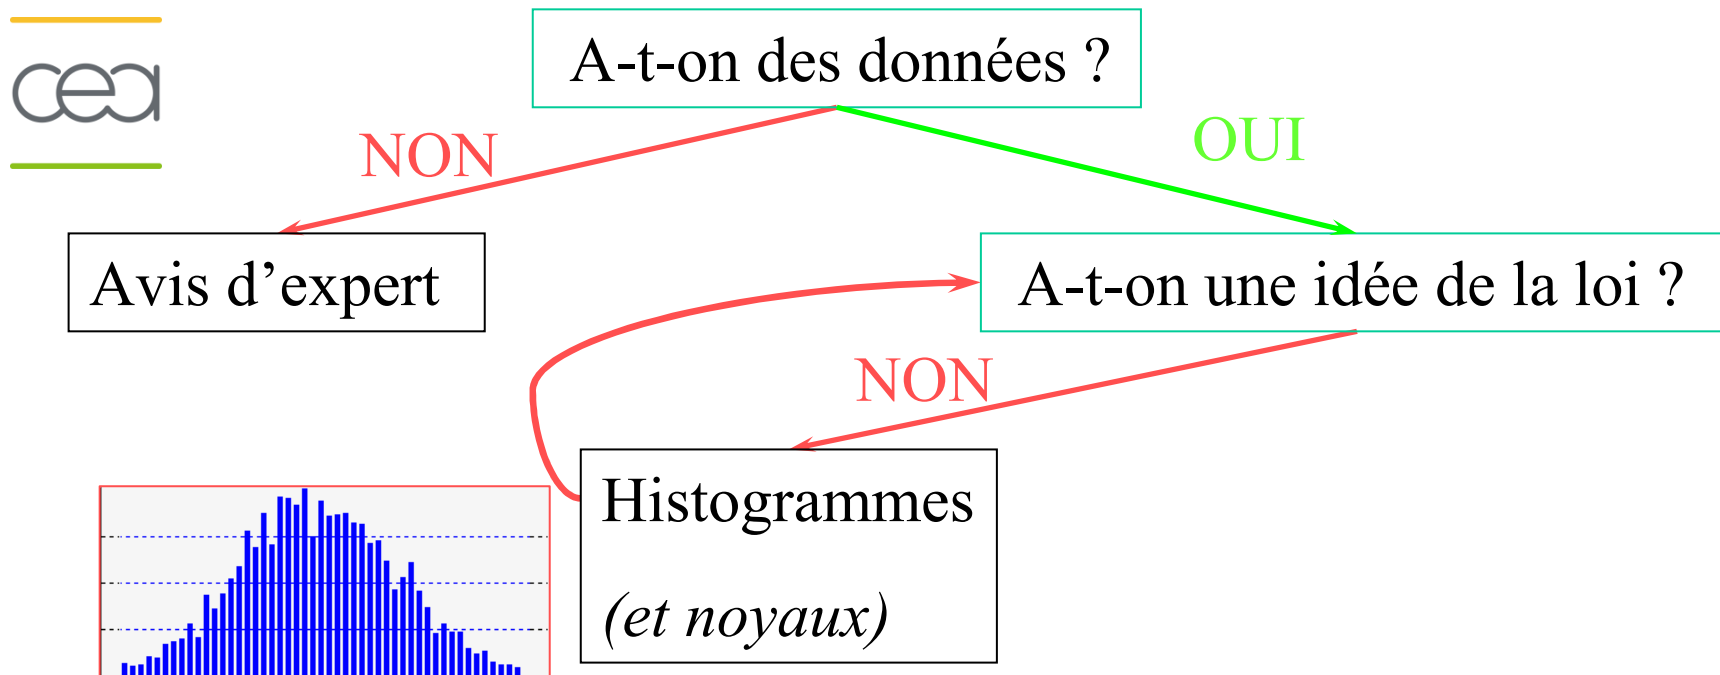 cea
A-t-on des données ?
NON
OUI
Avis d’expert
A-t-on une idée de la loi ?
NON
Histogrammes
(et noyaux)